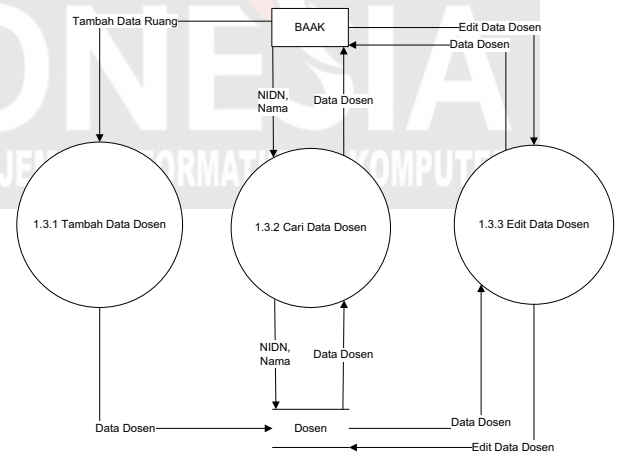 BAAK
Tambah Data Ruang
Edit Data Dosen
Data Dosen
NIDN,
Nama
Data Dosen
1.3.1 Tambah Data Dosen
1.3.2 Cari Data Dosen
1.3.3 Edit Data Dosen
NIDN,
Nama
Data Dosen
Data Dosen
Dosen
Data Dosen
Edit Data Dosen